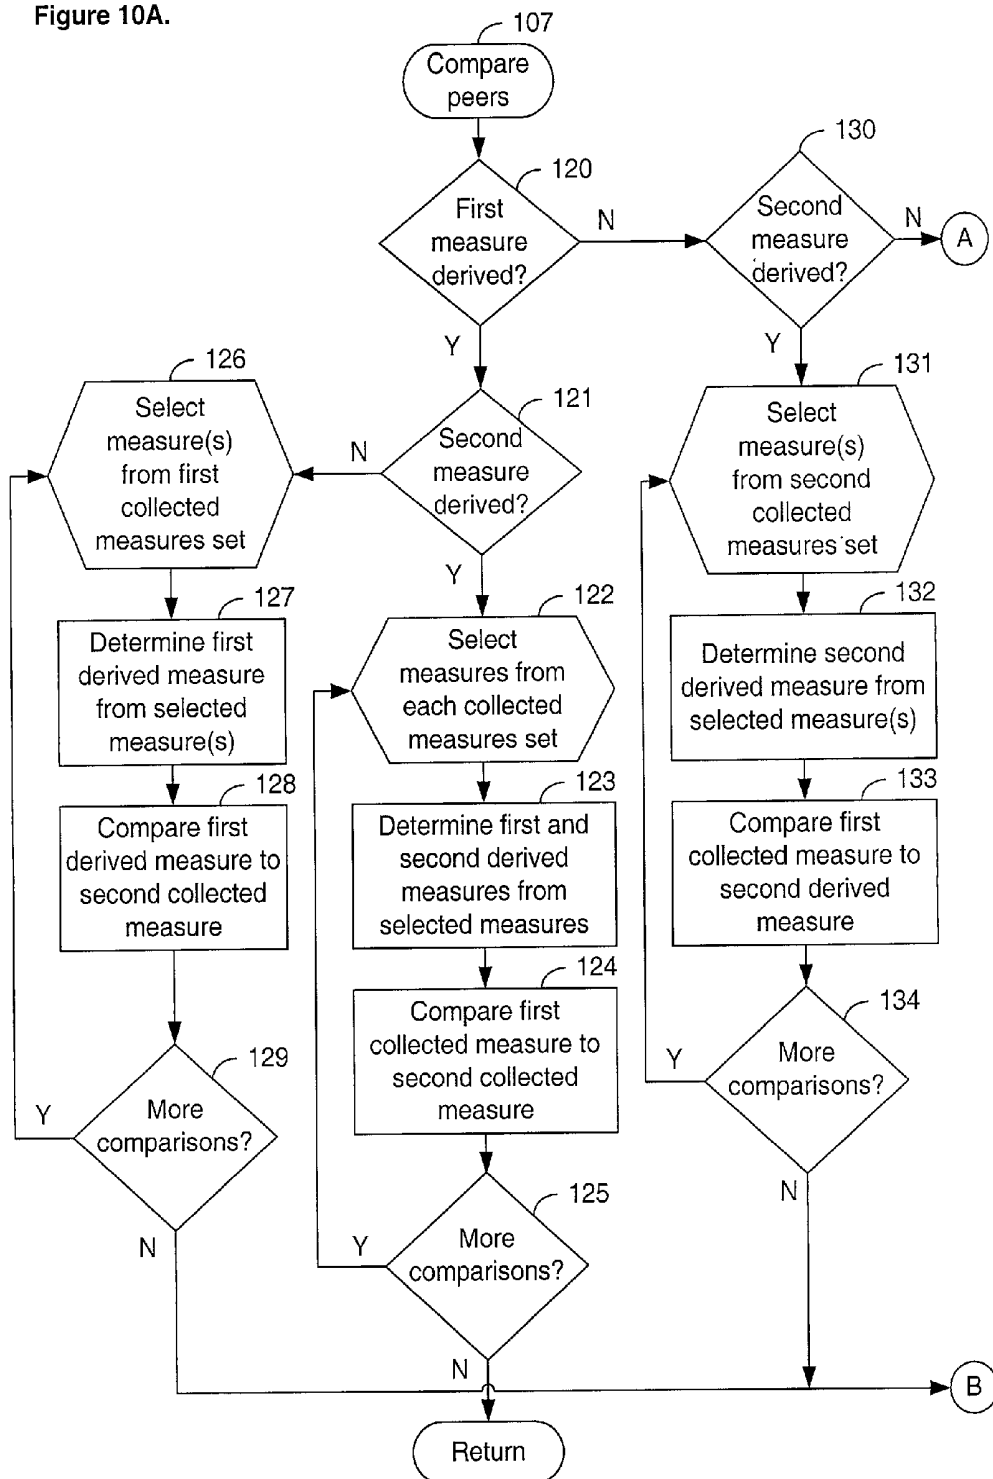 Figure 10A.
107
Compare
peers
120
First
measure
derived?
N
Y
130
Second
measure
derived?
N
A
Y
121
Second
measure
derived?
N
Y
126
Select
measure(s)
from first
collected
measures set
127
Determine first
derived measure
from selected
measure(s)
128
Compare first
derived measure to
second collected
measure
129
More
comparisons?
Y
N
122
Select
measures from
each collected
measures set
123
Determine first and
second derived
measures from
selected measures
124
Compare first
collected measure to
second collected
measure
125
More
comparisons?
Y
N
131
Select
measure(s)
from second
collected
measures set
132
Determine second
derived measure from
selected measure(s)
133
Compare first
collected measure to
second derived
measure
134
More
comparisons?
Y
N
B
Return